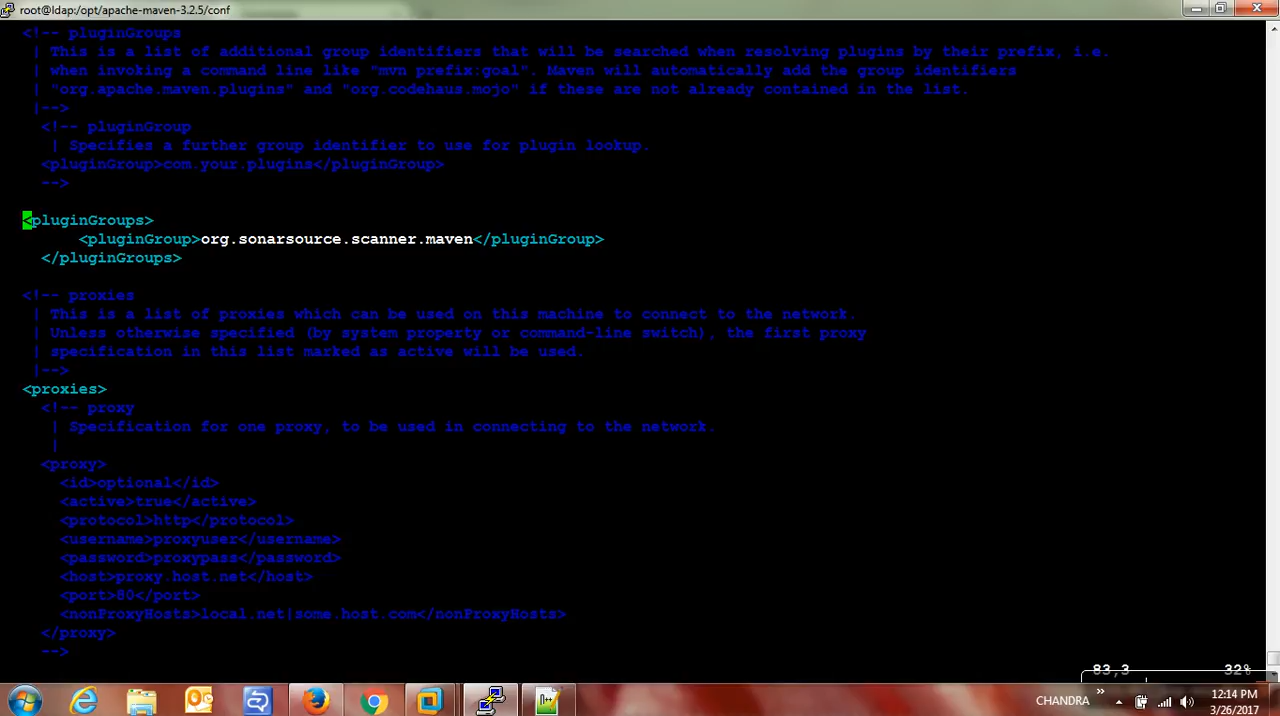 root@ldap:/opt/apache-maven-3.2.5/conf
<!-- pluginGroups
| This is a list of additional group identifiers that will be searched when resolving plugins by their prefix, i.e.
| when invoking a command line like "mvn prefix:goal". Maven will automatically add the group identifiers
| "org.apache.maven.plugins" and "org.codehaus.mojo" if these are not already contained in the list.
|-->
<!-- pluginGroup
| Specifies a further group identifier to use for plugin lookup.
<pluginGroup>com.your.plugins</pluginGroup>
-->
<pluginGroups>
<pluginGroup>org.sonarsource.scanner.maven</pluginGroup>
</pluginGroups>
<!-- proxies
| This is a list of proxies which can be used on this machine to connect to the network.
| Unless otherwise specified (by system property or command-line switch), the first proxy
| specification in this list marked as active will be used.
|-->
<proxies>
<!-- proxy
| Specification for one proxy, to be used in connecting to the network.
|
<proxy>
<id>optional</id>
<active>true</active>
<protocol>http</protocol>
<username>proxyuser</username>
<password>proxypass</password>
<host>proxy.host.net</host>
<port>80</port>
<nonProxyHosts>local.net|some.host.com</nonProxyHosts>
</proxy>
-->
83,3 32%
CHANDRA
12:14 PM
3/26/2017